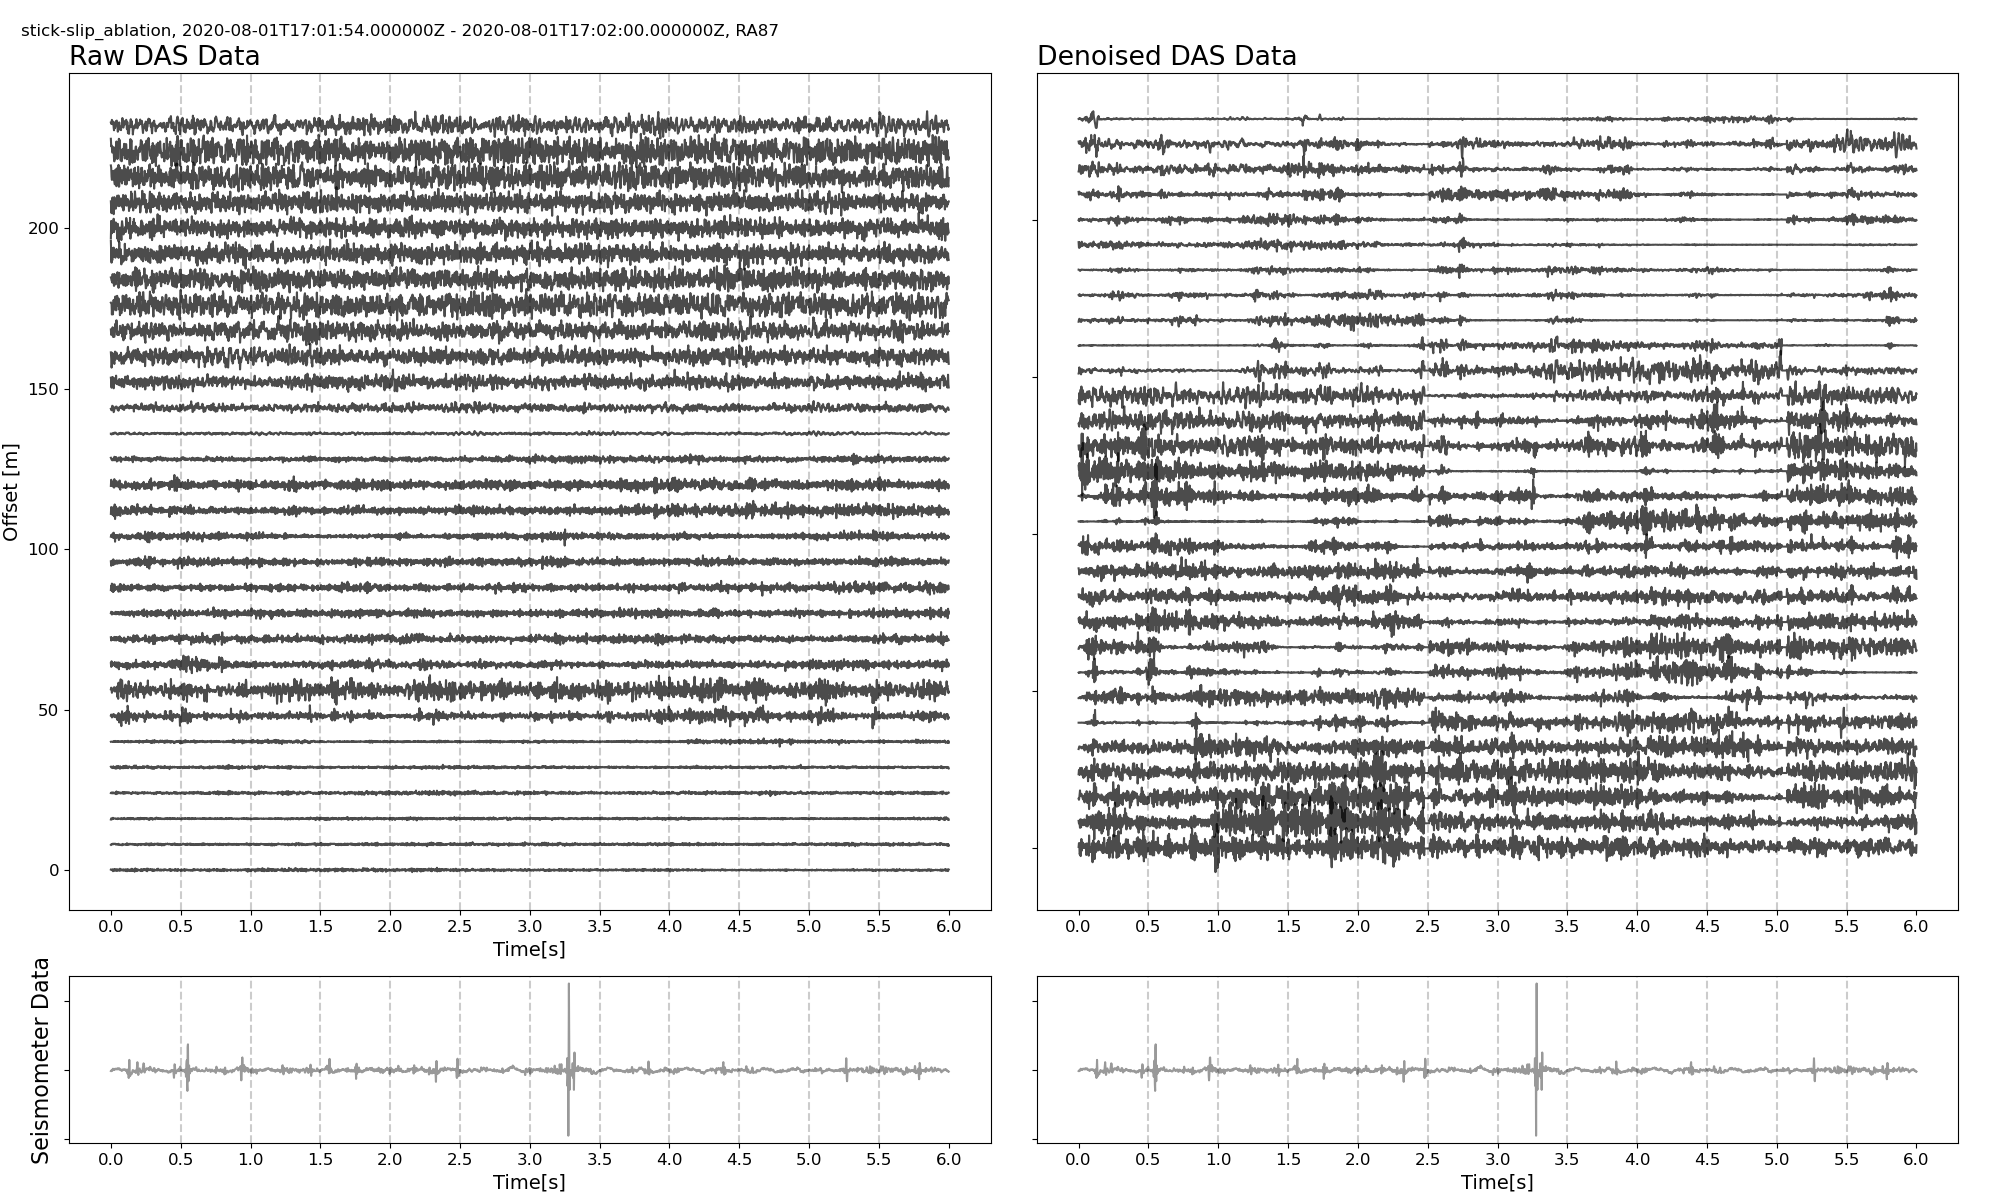 stick-slip_ablation, 2020-08-01T17:01:54.000000Z - 2020-08-01T17:02:00.000000Z, RA87
Raw DAS Data
Denoised DAS Data
Offset [m]
200
150
100
50
0
0.0 0.5 1.0 1.5 2.0 2.5 3.0 3.5 4.0 4.5 5.0 5.5 6.0
Time[s]
0.0 0.5 1.0 1.5 2.0 2.5 3.0 3.5 4.0 4.5 5.0 5.5 6.0
Seismometer Data
0.0 0.5 1.0 1.5 2.0 2.5 3.0 3.5 4.0 4.5 5.0 5.5 6.0
Time[s]
0.0 0.5 1.0 1.5 2.0 2.5 3.0 3.5 4.0 4.5 5.0 5.5 6.0
Time[s]